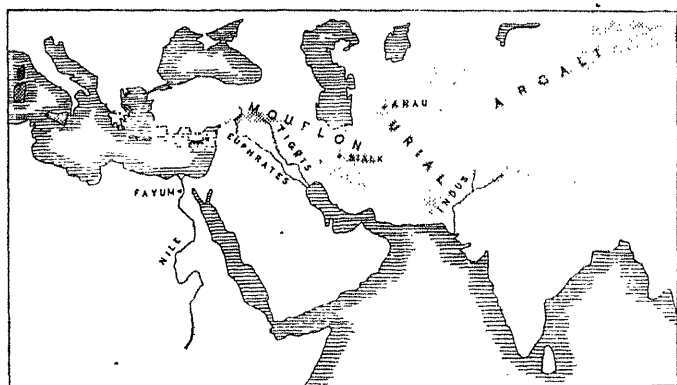 ARGALI
ANAU
MOUFLON
URIAL
TIGRIS
SIALK
EUPHRATES
FAYUM
INDUS
NILE